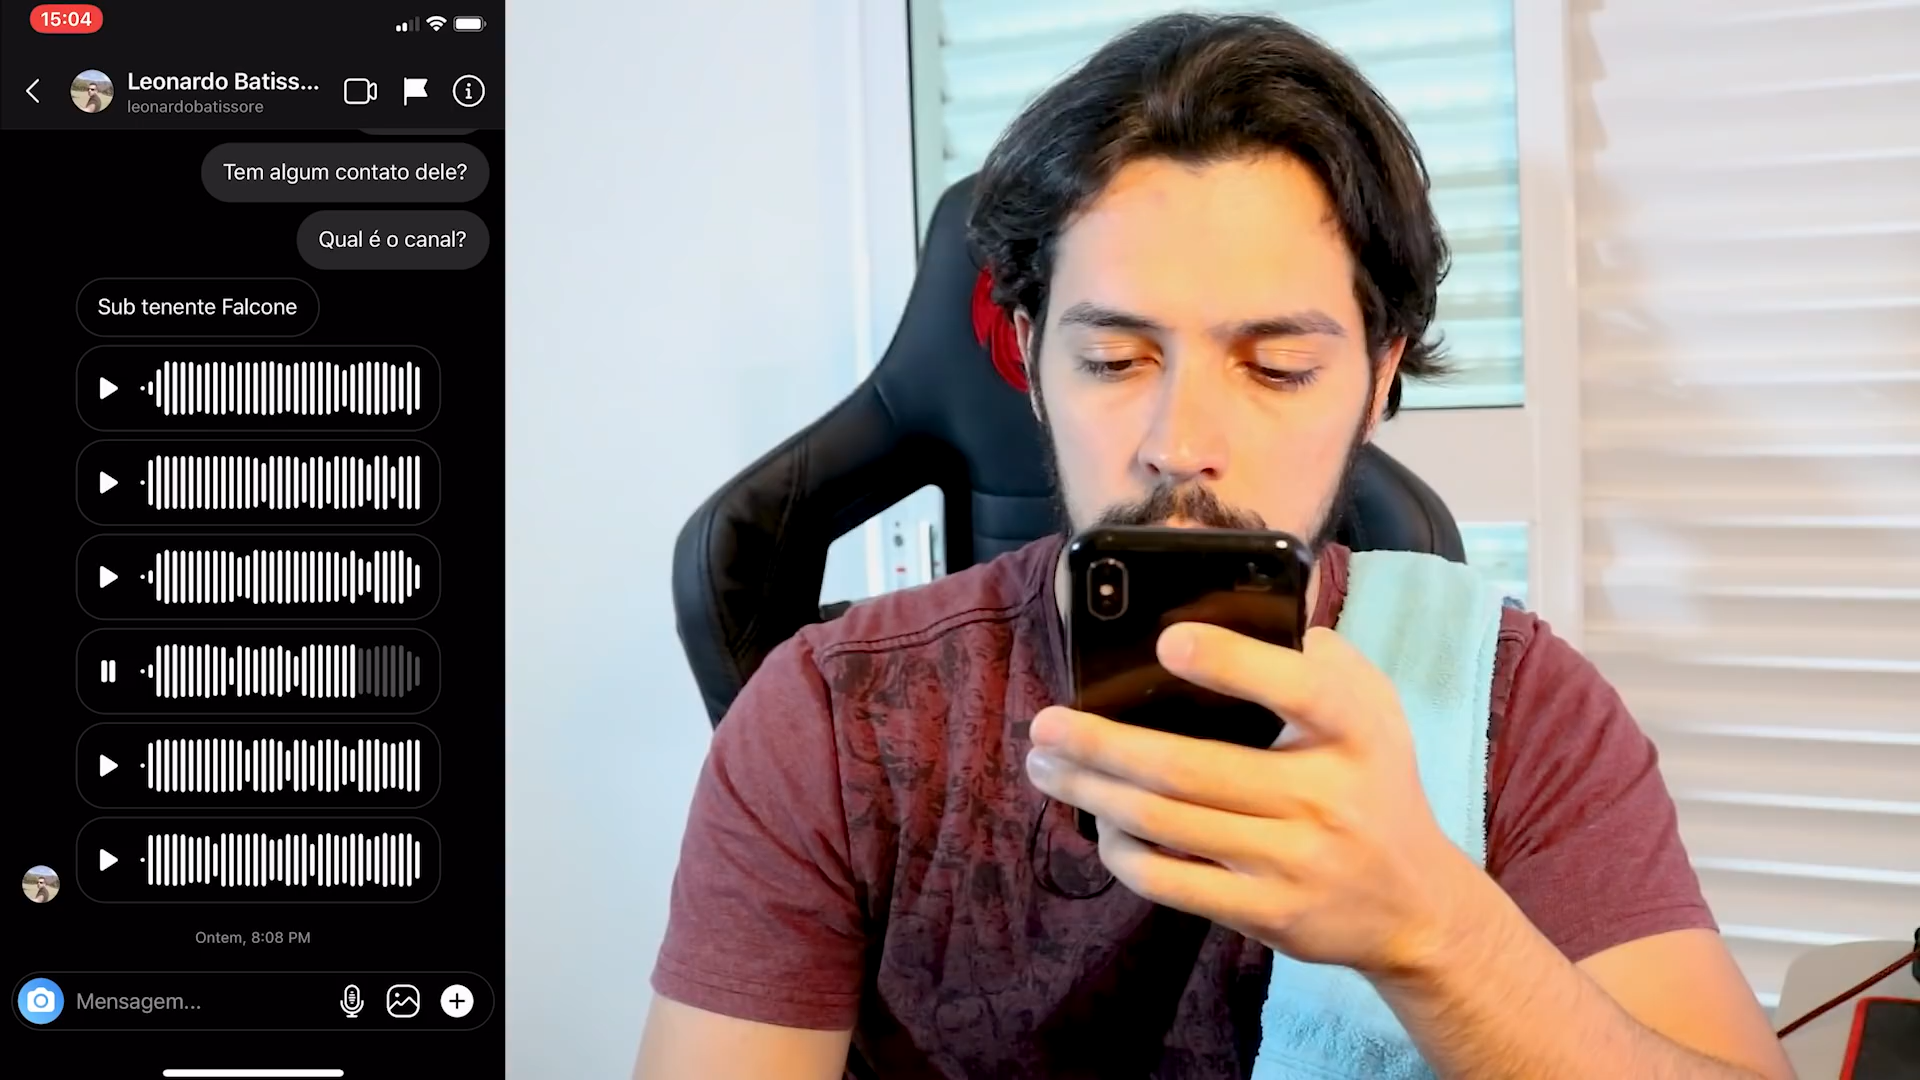 15:04
Leonardo Batiss...
leonardobatissore
Tem algum contato dele?
Qual é o canal?
Sub tenente Falcone
Ontem, 8:08 PM
Mensagem...